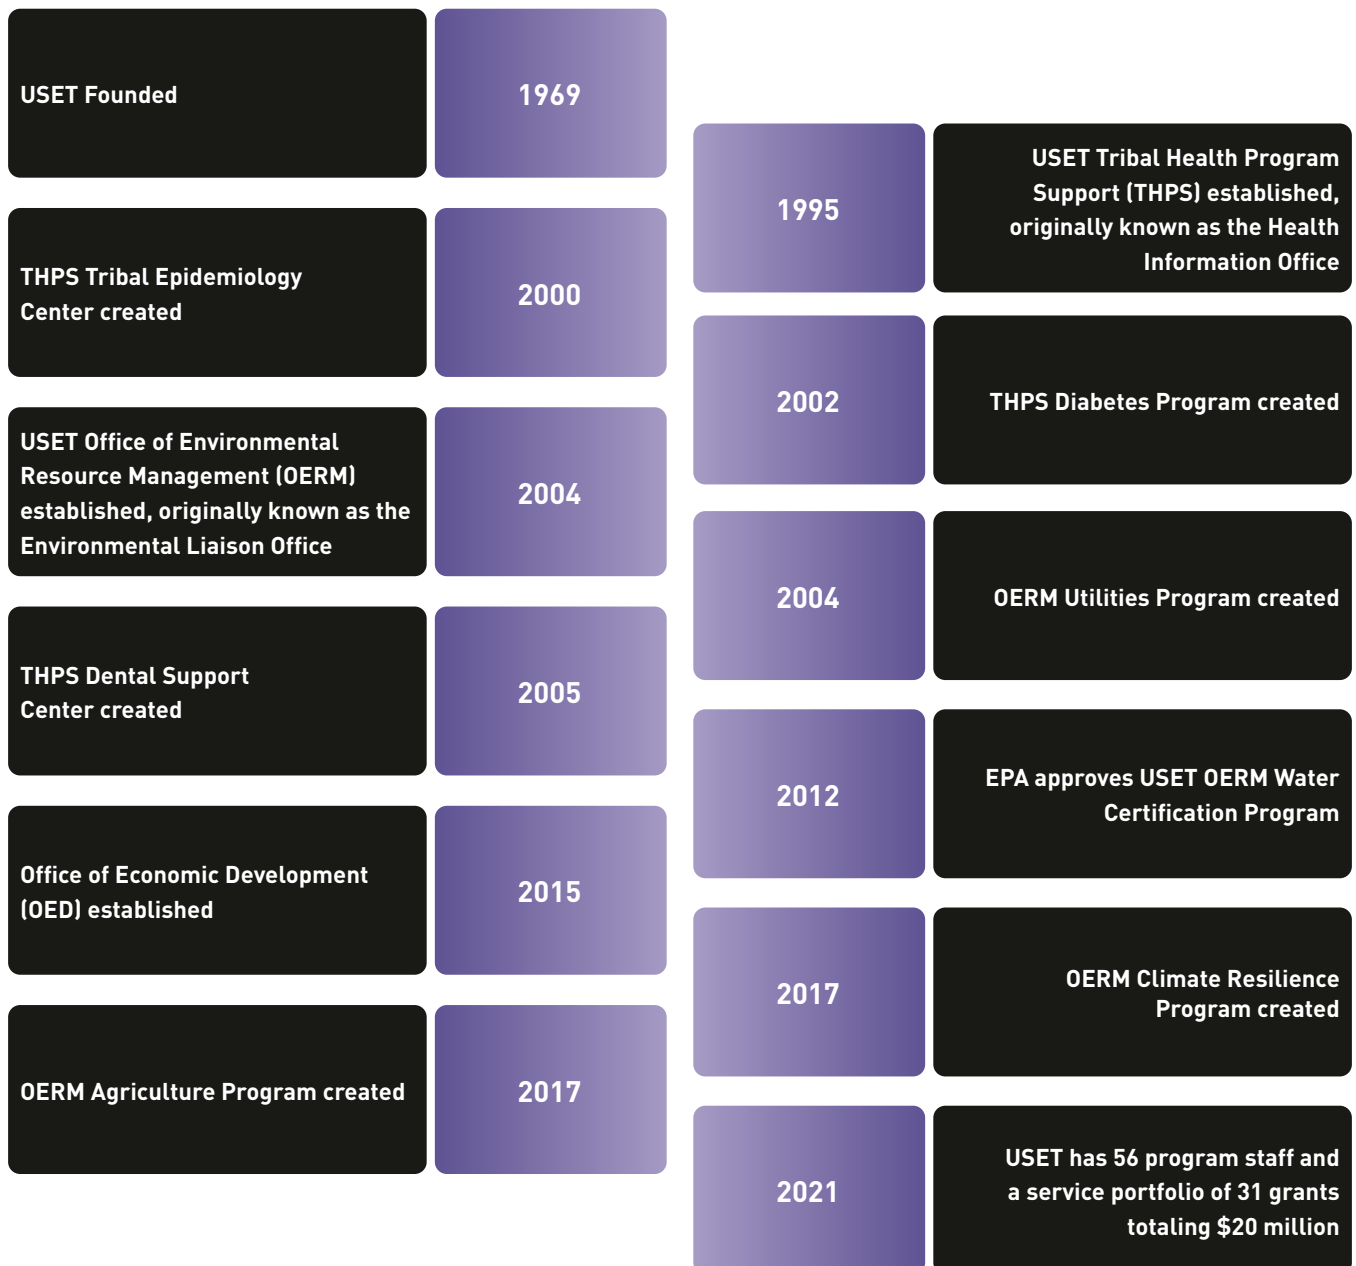 USET Founded
1969
1995
USET Tribal Health Program
Support (THPS) established,
originally known as the Health
Information Office
THPS Tribal Epidemiology
Center created
2000
2002
THPS Diabetes Program created
USET Office of Environmental
Resource Management (OERM)
established, originally known as the
Environmental Liaison Office
2004
2004
OERM Utilities Program created
THPS Dental Support
Center created
2005
2012
EPA approves USET OERM Water
Certification Program
Office of Economic Development
(OED) established
2015
2017
OERM Climate Resilience
Program created
OERM Agriculture Program created
2017
2021
USET has 56 program staff and
a service portfolio of 31 grants
totaling $20 million